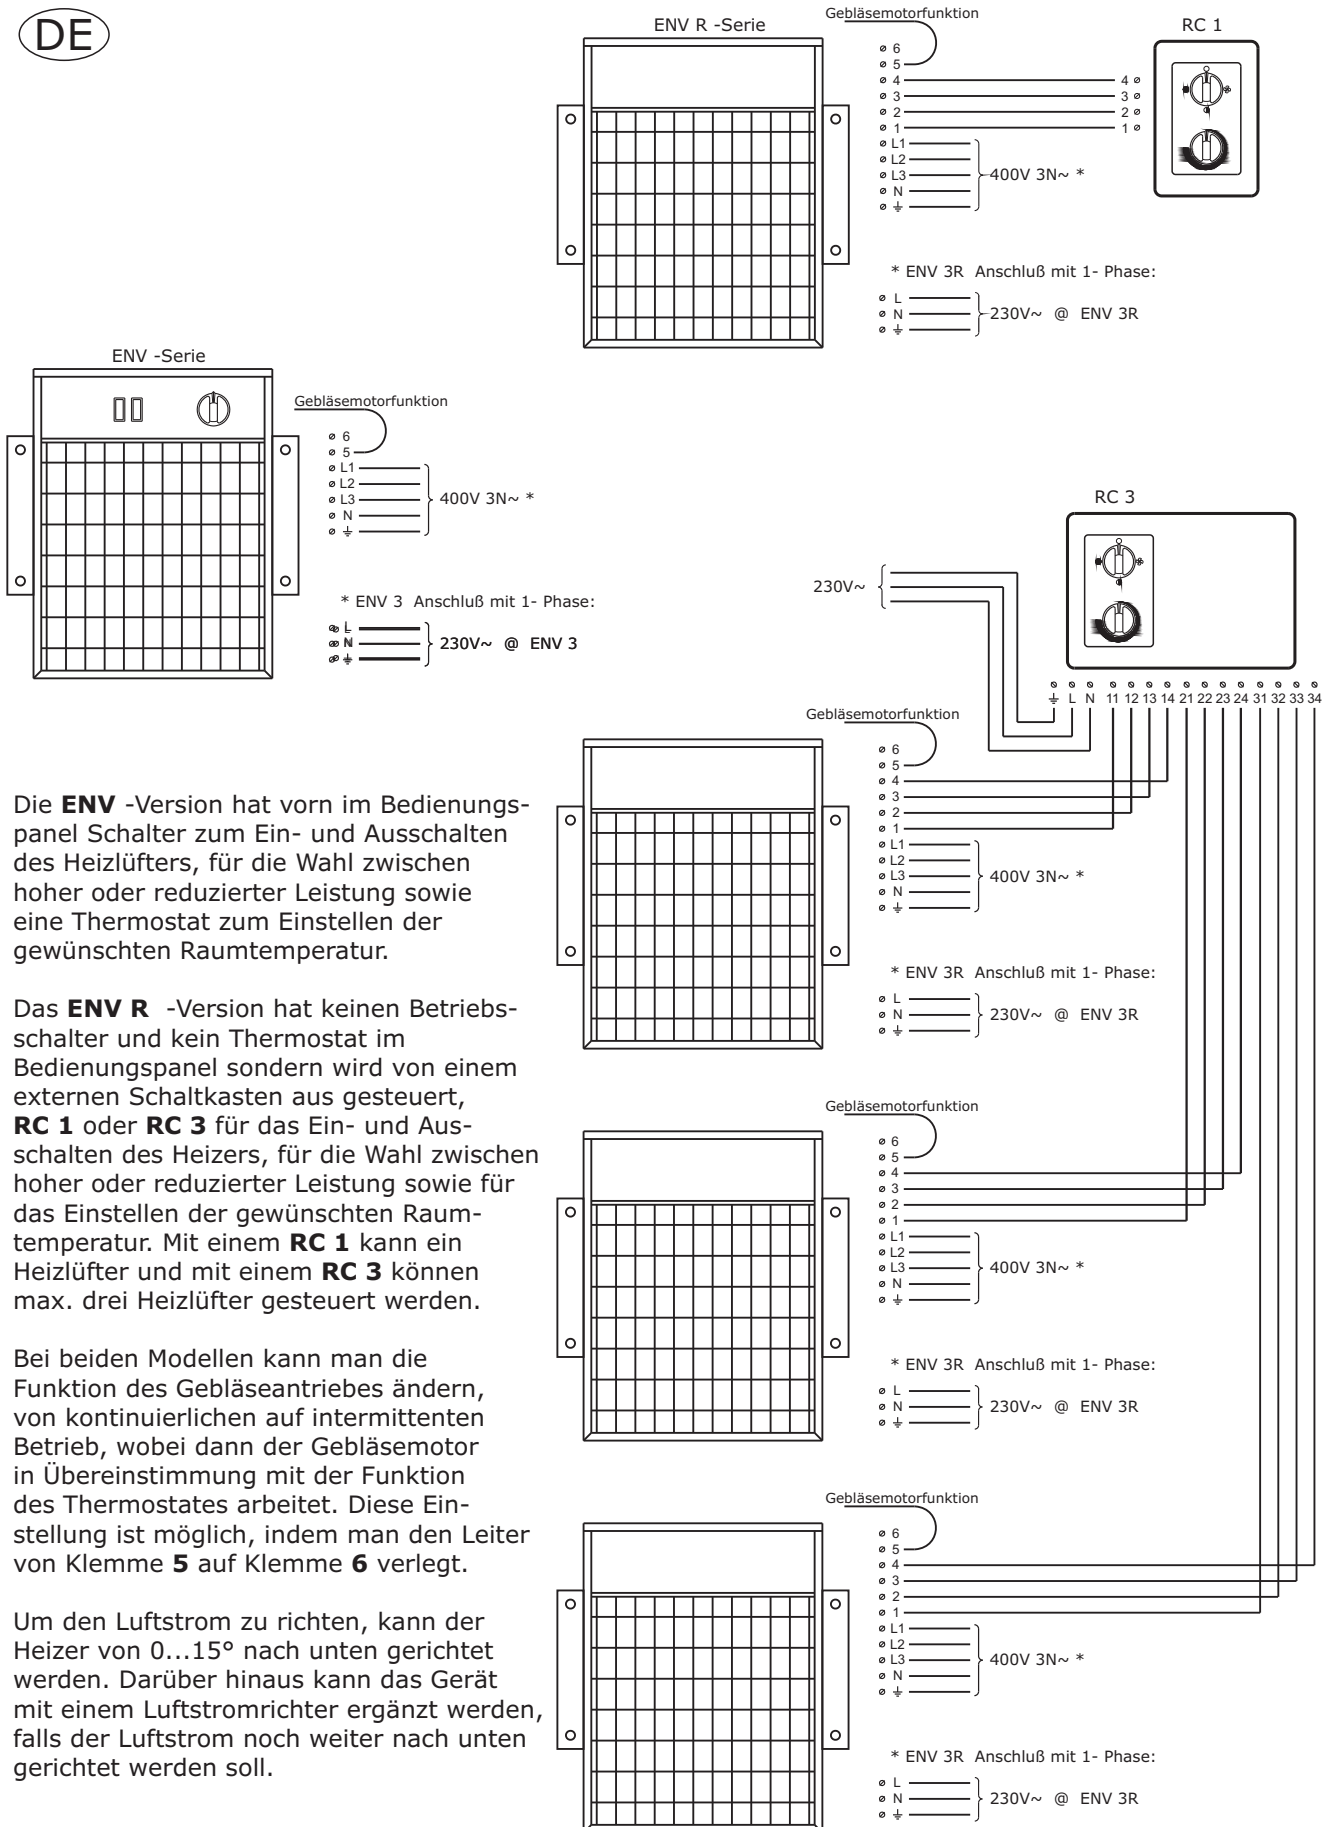 DE
ENV R -Serie
Gebläsemotorfunktion
RC 1
6
5
4 4
3 3
2 2
1 1
L1
L2
L3 400V 3N~ *
N
* ENV 3R Anschluß mit 1- Phase:
L
N 230V~ @ ENV 3R
ENV -Serie
Gebläsemotorfunktion
6
5
L1
L2
L3 400V 3N~ *
N
* ENV 3 Anschluß mit 1- Phase:
L
N 230V~ @ ENV 3
RC 3
230V~
L N 11 12 13 14 21 22 23 24 31 32 33 34
Gebläsemotorfunktion
6
5
4
3
2
1
L1
L2
L3 400V 3N~ *
N
* ENV 3R Anschluß mit 1- Phase:
L
N 230V~ @ ENV 3R
Gebläsemotorfunktion
6
5
4
3
2
1
L1
L2
L3 400V 3N~ *
N
* ENV 3R Anschluß mit 1- Phase:
L
N 230V~ @ ENV 3R
Gebläsemotorfunktion
6
5
4
3
2
1
L1
L2
L3 400V 3N~ *
N
* ENV 3R Anschluß mit 1- Phase:
L
N 230V~ @ ENV 3R
Die ENV -Version hat vorn im Bedienungs-
panel Schalter zum Ein- und Ausschalten
des Heizlüfters, für die Wahl zwischen
hoher oder reduzierter Leistung sowie
eine Thermostat zum Einstellen der
gewünschten Raumtemperatur.
Das ENV R -Version hat keinen Betriebs-
schalter und kein Thermostat im
Bedienungspanel sondern wird von einem
externen Schaltkasten aus gesteuert,
RC 1 oder RC 3 für das Ein- und Aus-
schalten des Heizers, für die Wahl zwischen
hoher oder reduzierter Leistung sowie für
das Einstellen der gewünschten Raum-
temperatur. Mit einem RC 1 kann ein
Heizlüfter und mit einem RC 3 können
max. drei Heizlüfter gesteuert werden.
Bei beiden Modellen kann man die
Funktion des Gebläseantriebes ändern,
von kontinuierlichen auf intermittenten
Betrieb, wobei dann der Gebläsemotor
in Übereinstimmung mit der Funktion
des Thermostates arbeitet. Diese Ein-
stellung ist möglich, indem man den Leiter
von Klemme 5 auf Klemme 6 verlegt.
Um den Luftstrom zu richten, kann der
Heizer von 0...15° nach unten gerichtet
werden. Darüber hinaus kann das Gerät
mit einem Luftstromrichter ergänzt werden,
falls der Luftstrom noch weiter nach unten
gerichtet werden soll.